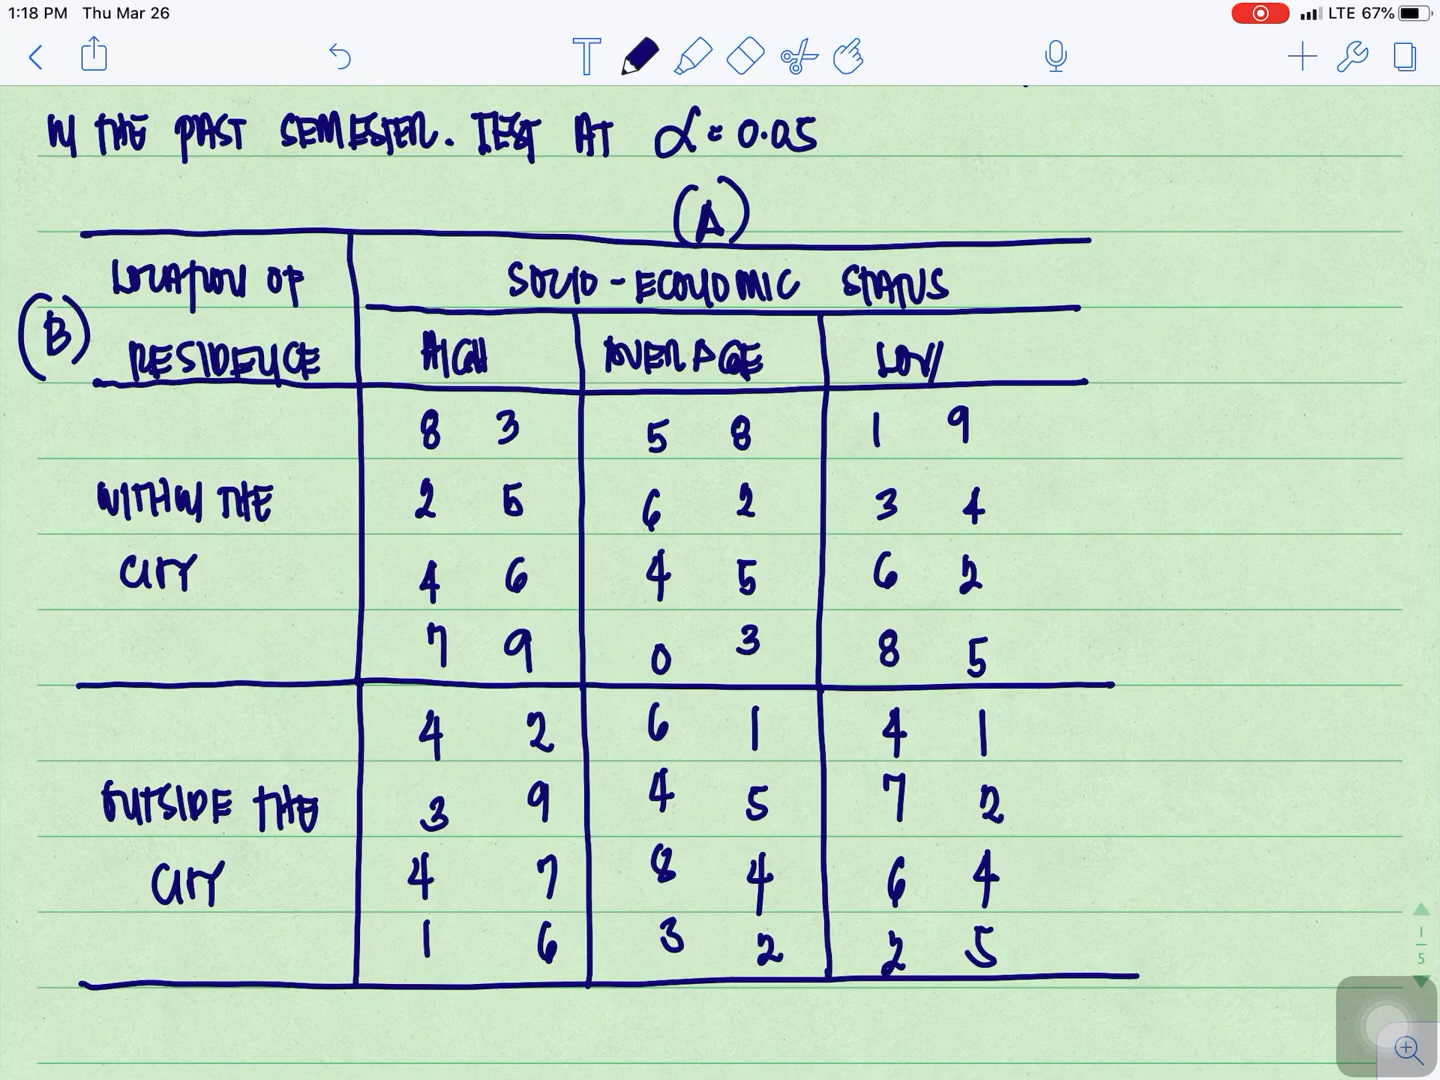 1:18 PM Thu Mar 26
LTE 67%
IN THE PAST SEMESTER. TEST AT α = 0.05
(A)
LOCATION OF SOCIO-ECONOMIC STATUS
(B) RESIDENCE HIGH AVERAGE LOW
8 3 5 8 1 9
WITHIN THE 2 5 6 2 3 4
CITY 4 6 4 5 6 2
7 9 0 3 8 5
4 2 6 1 4 1
OUTSIDE THE 3 9 4 5 7 2
CITY 4 7 8 4 6 4
1 6 3 2 2 5
1
5